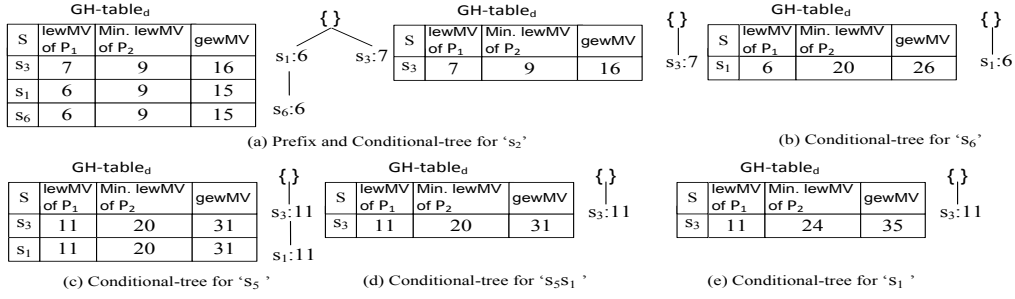 GH-table_d
S lewMV of P₁ Min. lewMV of P₂ gewMV
s₃ 7 9 16
s₁ 6 9 15
s₆ 6 9 15
{ }
s₁:6 s₃:7
s₆:6
GH-table_d
S lewMV of P₁ Min. lewMV of P₂ gewMV
s₃ 7 9 16
{ }
s₃:7
(a) Prefix and Conditional-tree for ‘s₂’
GH-table_d
S lewMV of P₁ Min. lewMV of P₂ gewMV
s₁ 6 20 26
{ }
s₁:6
(b) Conditional-tree for ‘s₆’
GH-table_d
S lewMV of P₁ Min. lewMV of P₂ gewMV
s₃ 11 20 31
s₁ 11 20 31
{ }
s₃:11
s₁:11
(c) Conditional-tree for ‘s₅ ’
GH-table_d
S lewMV of P₁ Min. lewMV of P₂ gewMV
s₃ 11 20 31
{ }
s₃:11
(d) Conditional-tree for ‘s₅s₁ ’
GH-table_d
S lewMV of P₁ Min. lewMV of P₂ gewMV
s₃ 11 24 35
{ }
s₃:11
(e) Conditional-tree for ‘s₁ ’